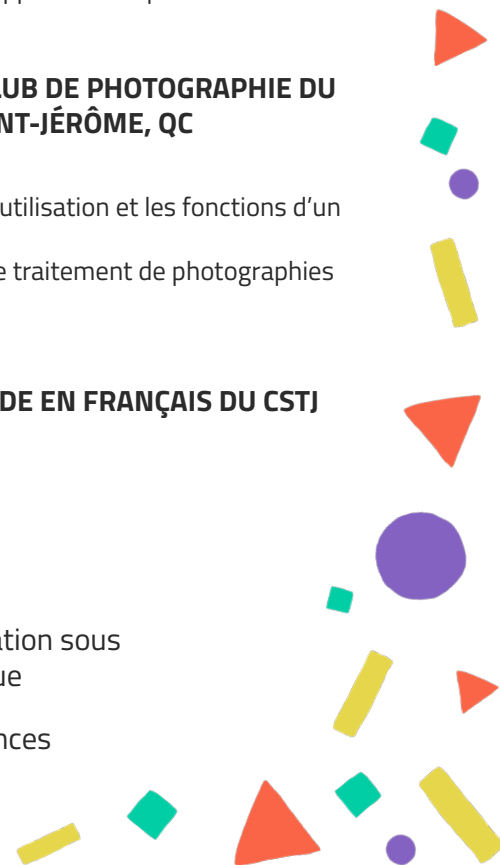 LUB DE PHOTOGRAPHIE DU
NT-JÉRÔME, QC
utilisation et les fonctions d'un
e traitement de photographies
DE EN FRANÇAIS DU CSTJ
ation sous
ue
nces